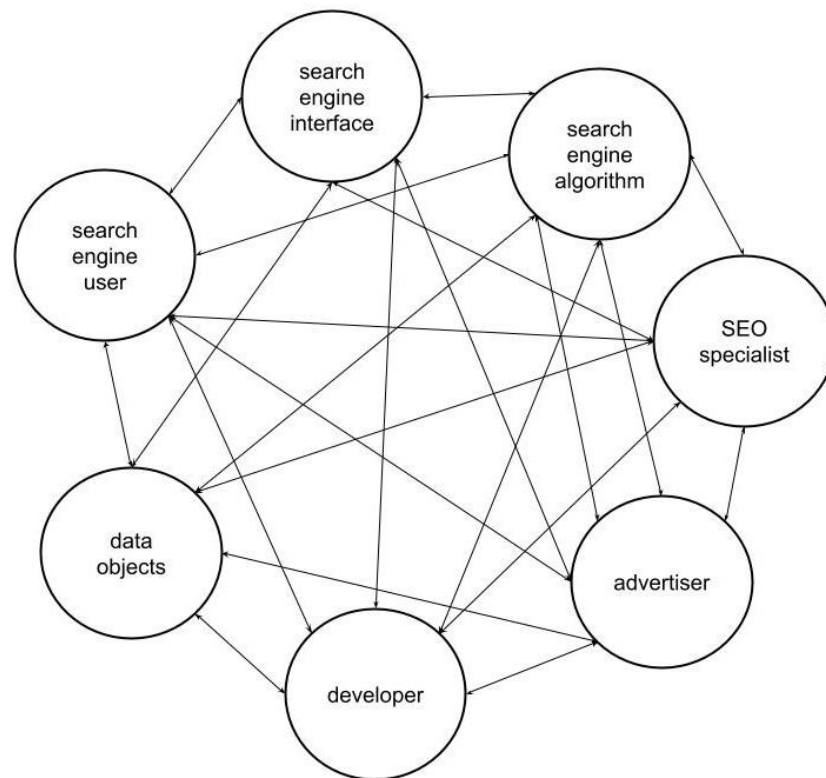 search
engine
interface
search
engine
algorithm
search
engine
user
SEO
specialist
data
objects
advertiser
developer